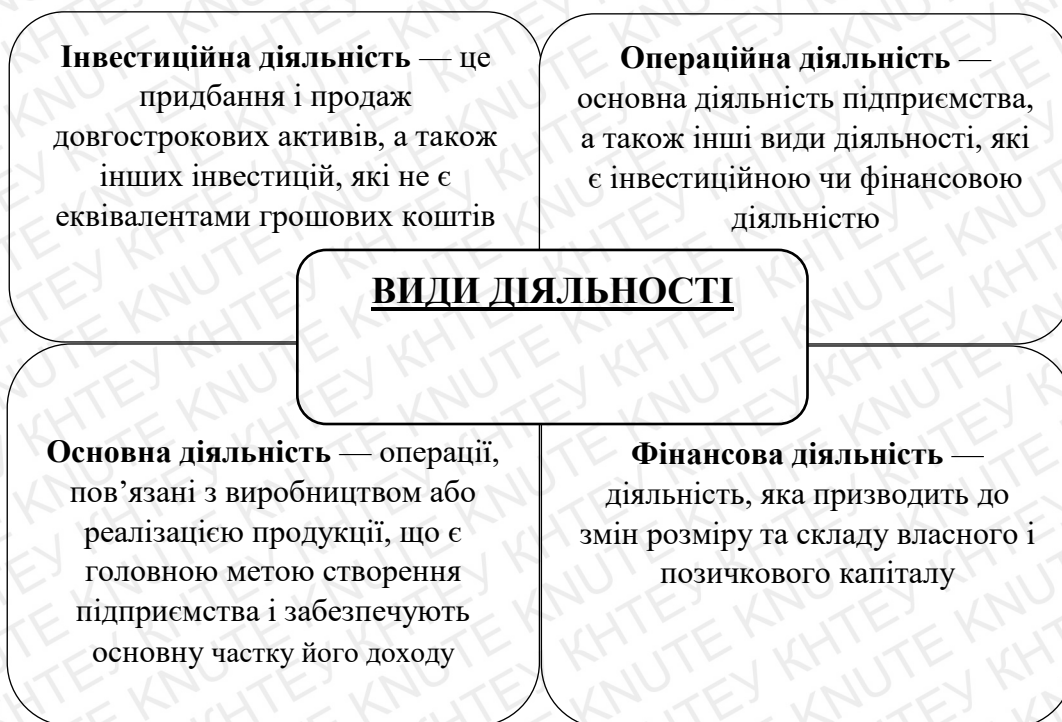 Інвестиційна діяльність — це
придбання і продаж
довгострокових активів, а також
інших інвестицій, які не є
еквівалентами грошових коштів
Операційна діяльність —
основна діяльність підприємства,
а також інші види діяльності, які
є інвестиційною чи фінансовою
діяльністю
ВИДИ ДІЯЛЬНОСТІ
Основна діяльність — операції,
пов’язані з виробництвом або
реалізацією продукції, що є
головною метою створення
підприємства і забезпечують
основну частку його доходу
Фінансова діяльність —
діяльність, яка призводить до
змін розміру та складу власного і
позичкового капіталу